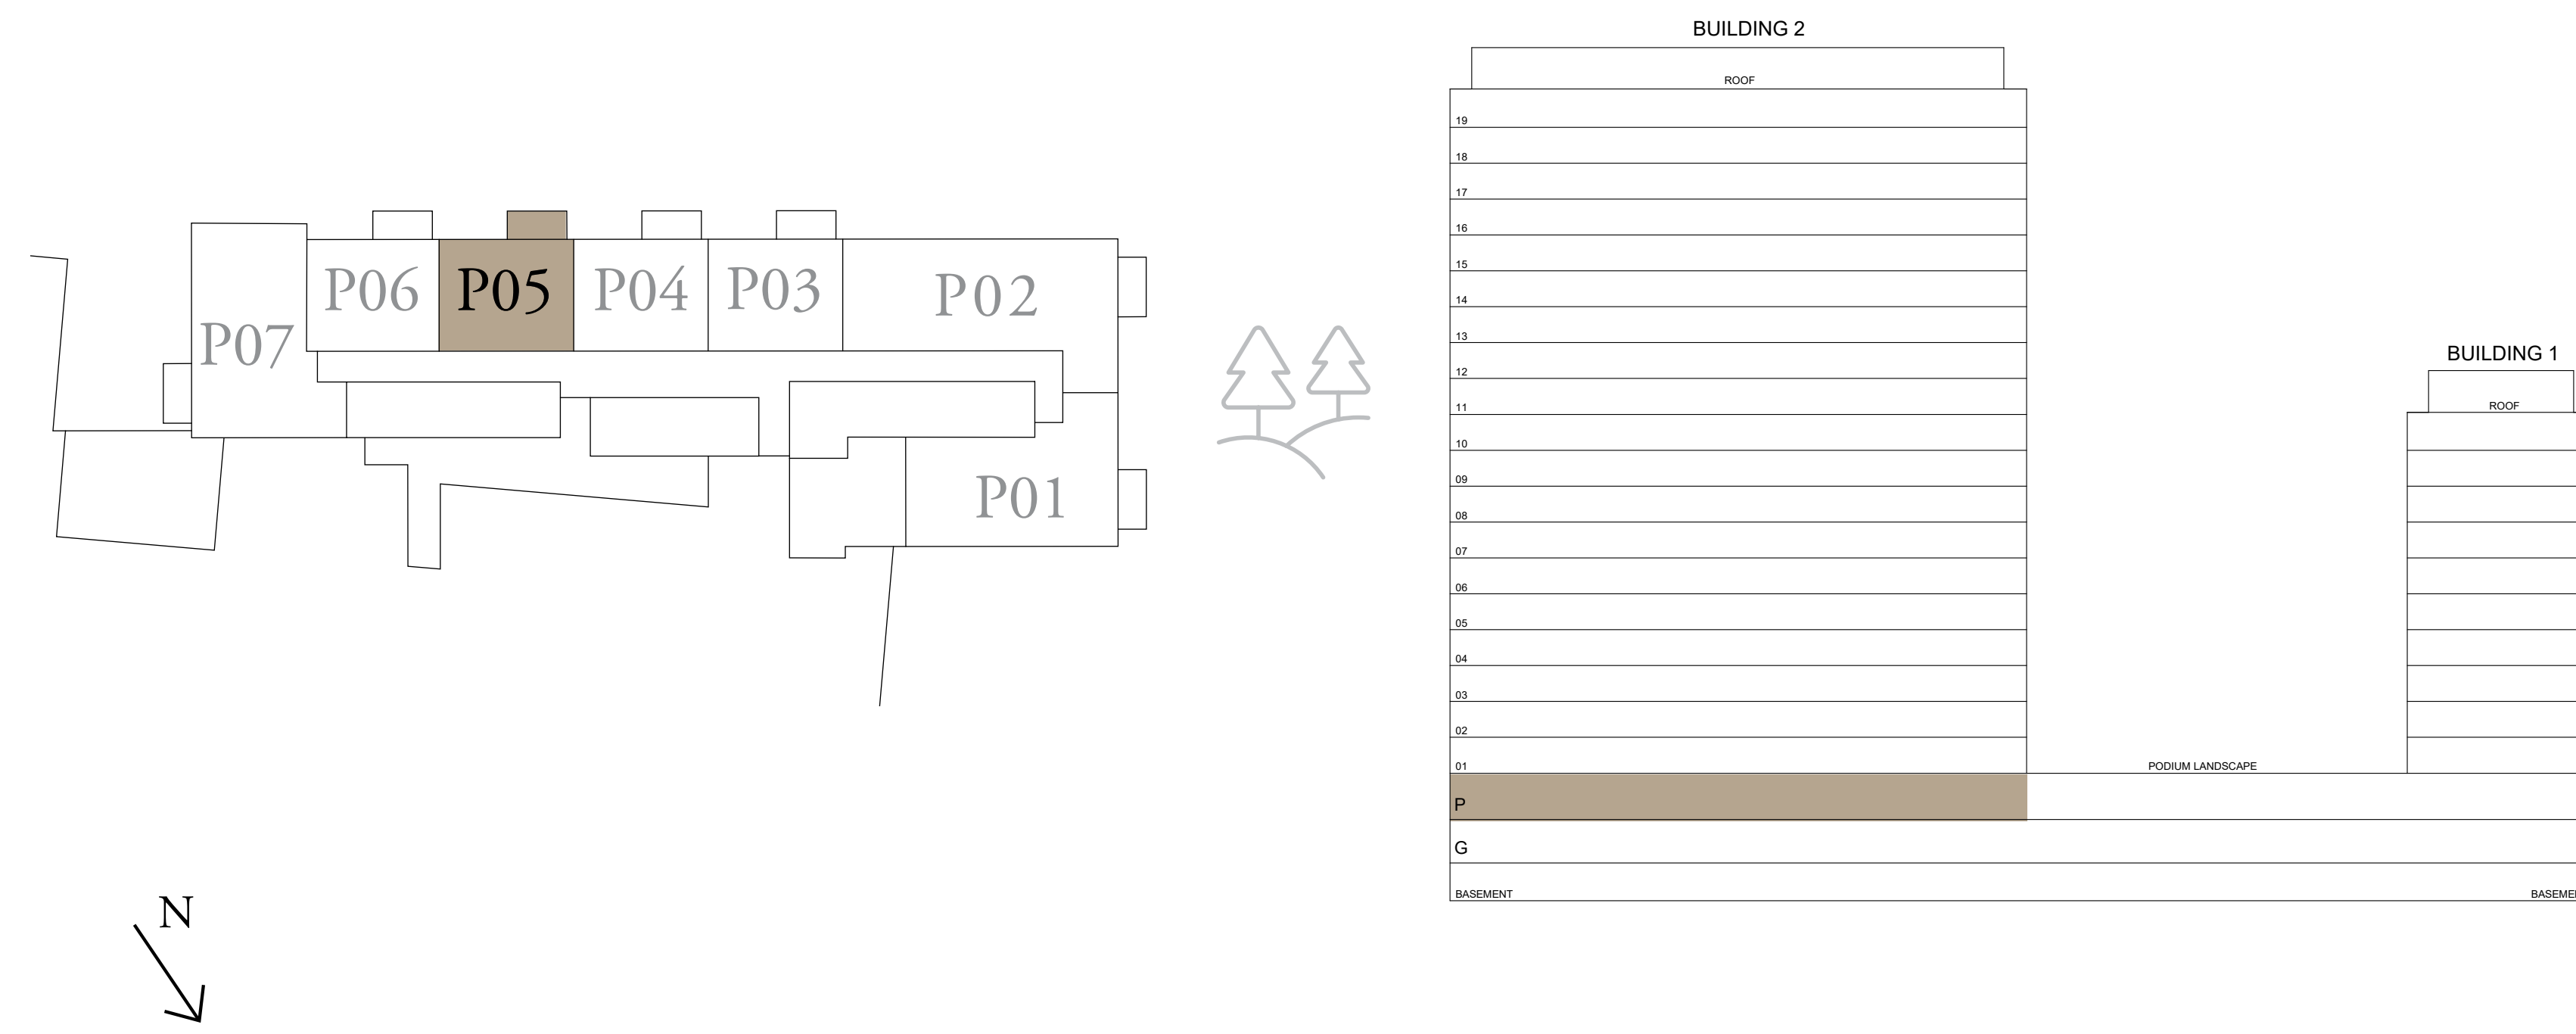 P07
P06
P05
P04
P03
P02
P01
N
BUILDING 2
ROOF
19
18
17
16
15
14
13
12
11
10
09
08
07
06
05
04
03
02
01
P
G
BASEMENT
PODIUM LANDSCAPE
BUILDING 1
ROOF
BASEME